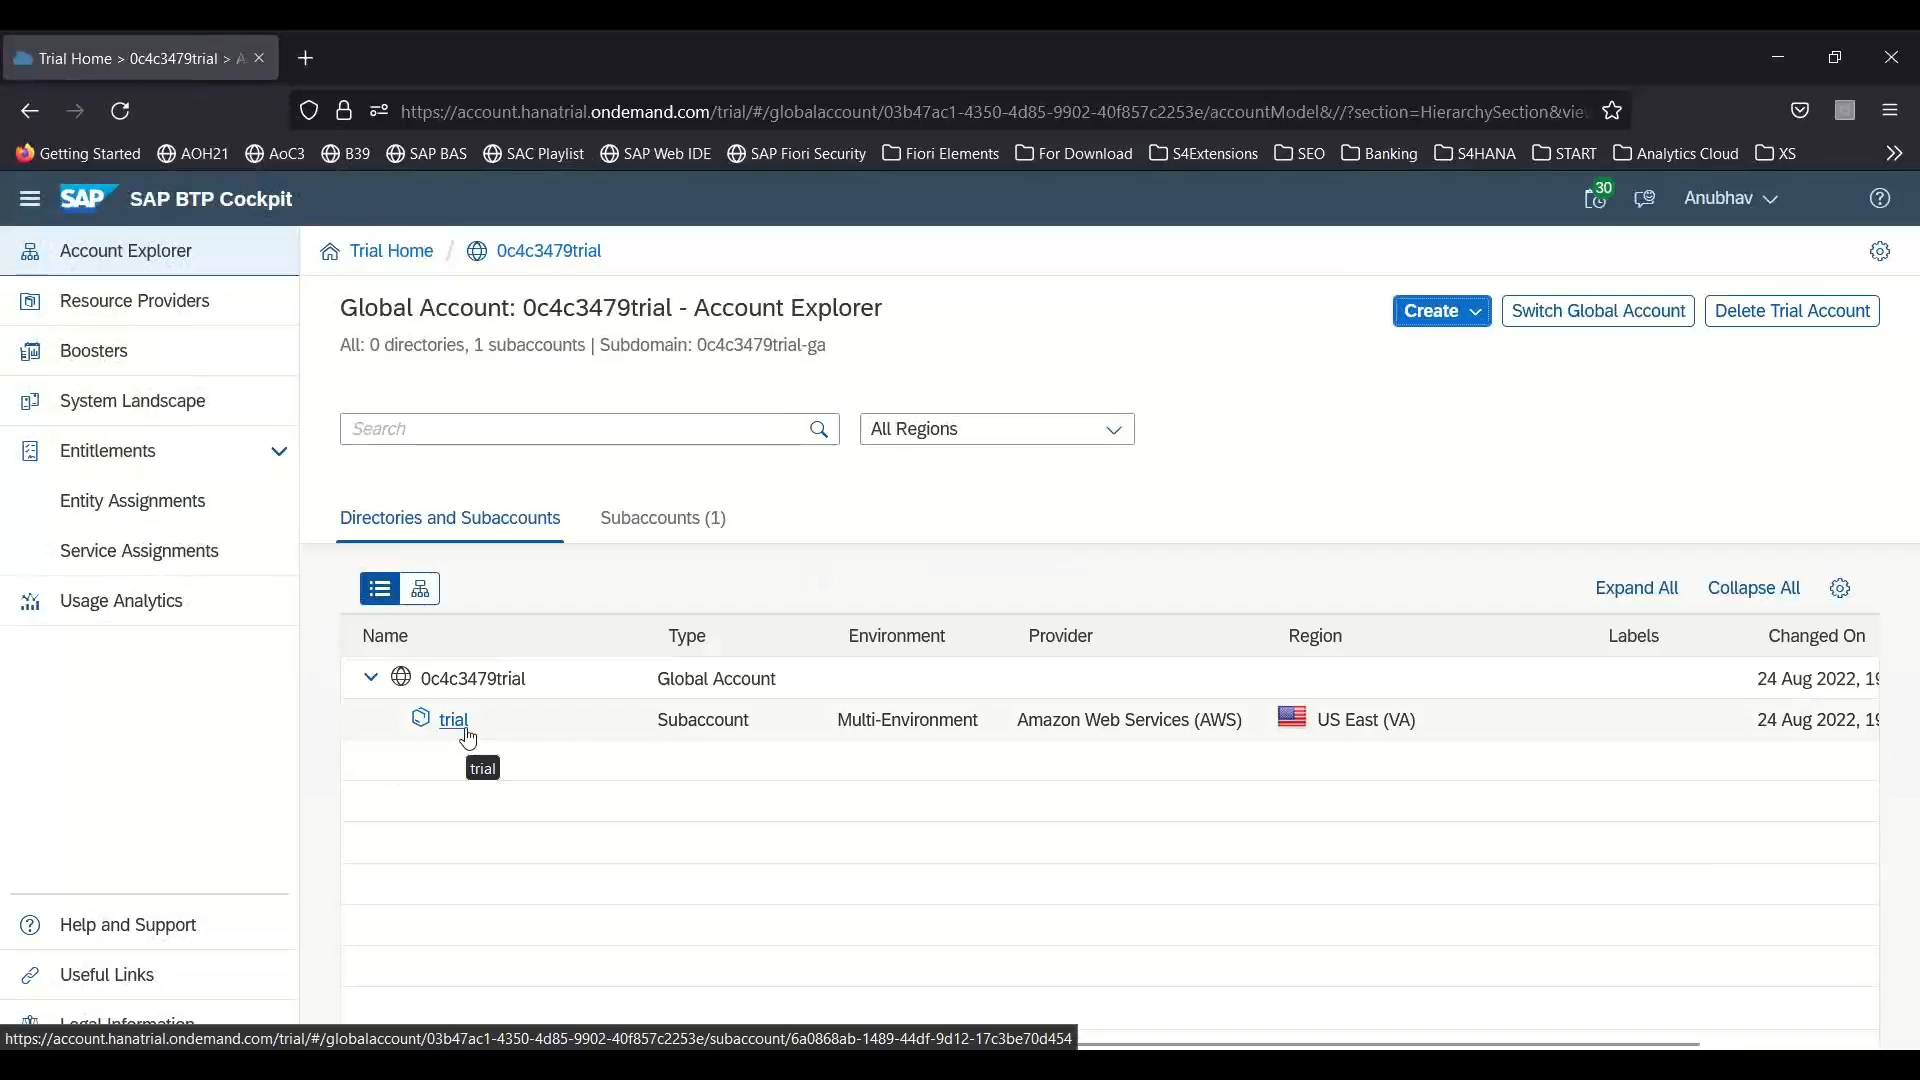 Trial Home > 0c4c3479trial > A
https://account.hanatrial.ondemand.com/trial/#/globalaccount/03b47ac1-4350-4d85-9902-40f857c2253e/accountModel&//?section=HierarchySection&vie
Getting Started AOH21 AoC3 B39 SAP BAS SAC Playlist SAP Web IDE SAP Fiori Security Fiori Elements For Download S4Extensions SEO Banking S4HANA START Analytics Cloud XS
SAP SAP BTP Cockpit 30 Anubhav
Account Explorer
Resource Providers
Boosters
System Landscape
Entitlements
Entity Assignments
Service Assignments
Usage Analytics
Help and Support
Useful Links
Legal Information
Trial Home / 0c4c3479trial
Global Account: 0c4c3479trial - Account Explorer
Create Switch Global Account Delete Trial Account
All: 0 directories, 1 subaccounts | Subdomain: 0c4c3479trial-ga
Search All Regions
Directories and Subaccounts Subaccounts (1)
Expand All Collapse All
Name Type Environment Provider Region Labels Changed On
0c4c3479trial Global Account 24 Aug 2022, 19
trial Subaccount Multi-Environment Amazon Web Services (AWS) US East (VA) 24 Aug 2022, 19
trial
https://account.hanatrial.ondemand.com/trial/#/globalaccount/03b47ac1-4350-4d85-9902-40f857c2253e/subaccount/6a0868ab-1489-44df-9d12-17c3be70d454